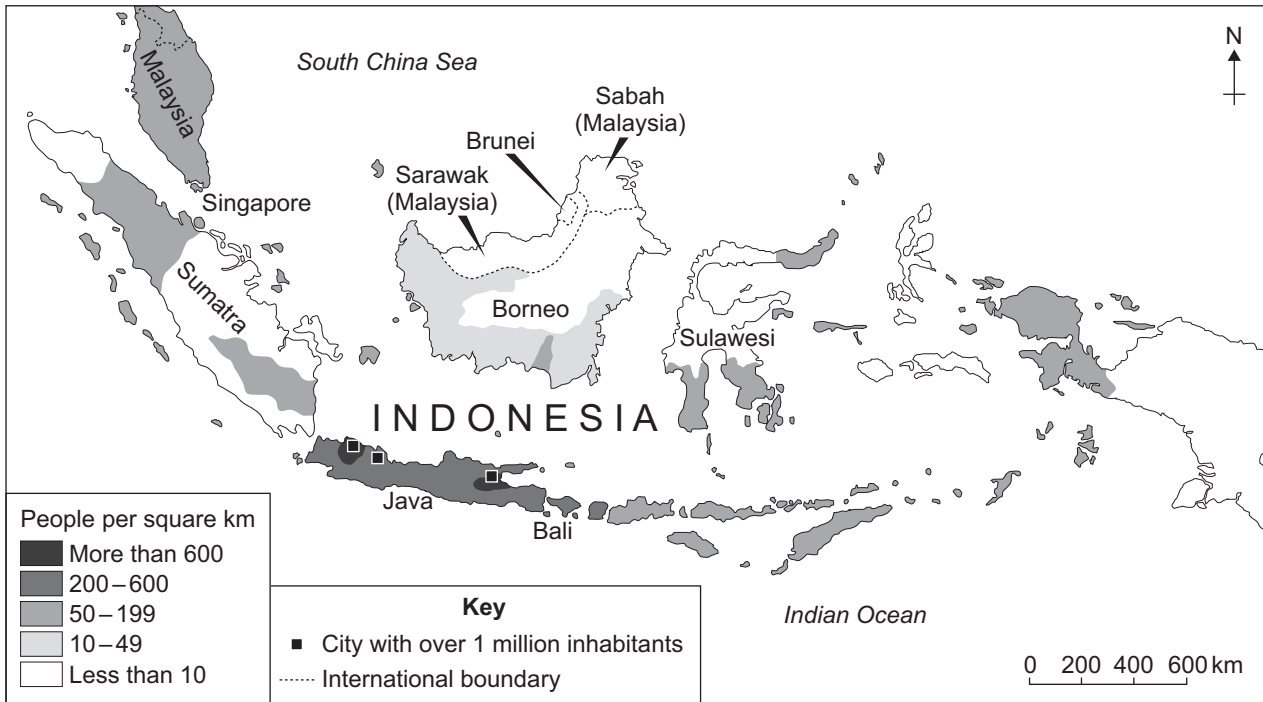 South China Sea
N
Malaysia
Sabah
(Malaysia)
Brunei
Sarawak
(Malaysia)
Singapore
Sumatra
Borneo
Sulawesi
INDONESIA
Java
Bali
Indian Ocean
People per square km
More than 600
200–600
50–199
10–49
Less than 10
Key
City with over 1 million inhabitants
International boundary
0 200 400 600 km